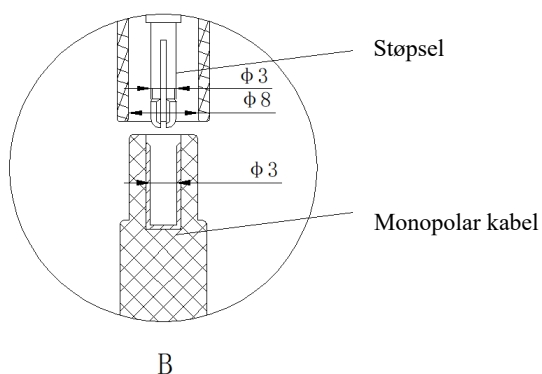 Støpsel
ϕ3
ϕ8
ϕ3
Monopolar kabel
B